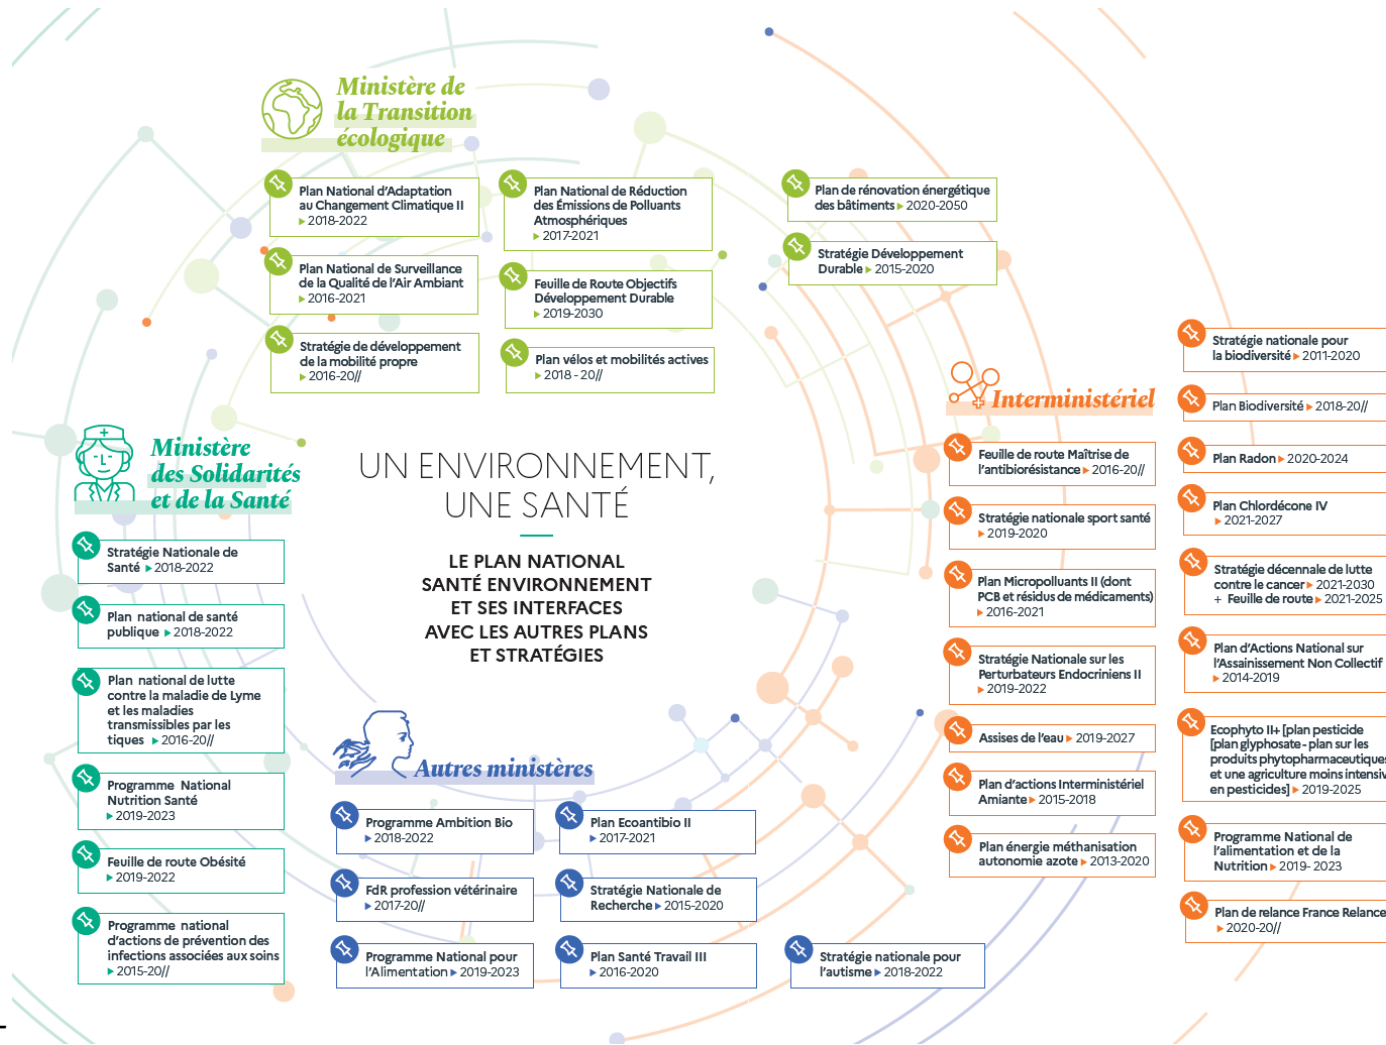 Ministère de
la Transition
écologique
Plan National d'Adaptation
au Changement Climatique II
▸ 2018-2022
Plan National de Surveillance
de la Qualité de l'Air Ambiant
▸ 2016-2021
Stratégie de développement
de la mobilité propre
▸ 2016-20//
Plan National de Réduction
des Émissions de Polluants
Atmosphériques
▸ 2017-2021
Feuille de Route Objectifs
Développement Durable
▸ 2019-2030
Plan vélos et mobilités actives
▸ 2018 - 20//
Plan de rénovation énergétique
des bâtiments ▸ 2020-2050
Stratégie Développement
Durable ▸ 2015-2020
Ministère
des Solidarités
et de la Santé
Stratégie Nationale de
Santé ▸ 2018-2022
Plan national de santé
publique ▸ 2018-2022
Plan national de lutte
contre la maladie de Lyme
et les maladies
transmissibles par les
tiques ▸ 2016-20//
Programme National
Nutrition Santé
▸ 2019-2023
Feuille de route Obésité
▸ 2019-2022
Programme national
d'actions de prévention des
infections associées aux soins
▸ 2015-20//
UN ENVIRONNEMENT,
UNE SANTÉ
LE PLAN NATIONAL
SANTÉ ENVIRONNEMENT
ET SES INTERFACES
AVEC LES AUTRES PLANS
ET STRATÉGIES
Autres ministères
Programme Ambition Bio
▸ 2018-2022
FdR profession vétérinaire
▸ 2017-20//
Programme National pour
l'Alimentation ▸ 2019-2023
Plan Ecoantibio II
▸ 2017-2021
Stratégie Nationale de
Recherche ▸ 2015-2020
Plan Santé Travail III
▸ 2016-2020
Stratégie nationale pour
l'autisme ▸ 2018-2022
Interministériel
Feuille de route Maîtrise de
l'antibiorésistance ▸ 2016-20//
Stratégie nationale sport santé
▸ 2019-2020
Plan Micropolluants II (dont
PCB et résidus de médicaments)
▸ 2016-2021
Stratégie Nationale sur les
Perturbateurs Endocriniens II
▸ 2019-2022
Assises de l'eau ▸ 2019-2027
Plan d'actions Interministériel
Amiante ▸ 2015-2018
Plan énergie méthanisation
autonomie azote ▸ 2013-2020
Stratégie nationale pour
la biodiversité ▸ 2011-2020
Plan Biodiversité ▸ 2018-20//
Plan Radon ▸ 2020-2024
Plan Chlordécone IV
▸ 2021-2027
Stratégie décennale de lutte
contre le cancer ▸ 2021-2030
+ Feuille de route ▸ 2021-2025
Plan d'Actions National sur
l'Assainissement Non Collectif
▸ 2014-2019
Ecophyto II+ [plan pesticide
[plan glyphosate - plan sur les
produits phytopharmaceutiques
et une agriculture moins intensiv
en pesticides] ▸ 2019-2025
Programme National de
l'alimentation et de la
Nutrition ▸ 2019- 2023
Plan de relance France Relance
▸ 2020-20//